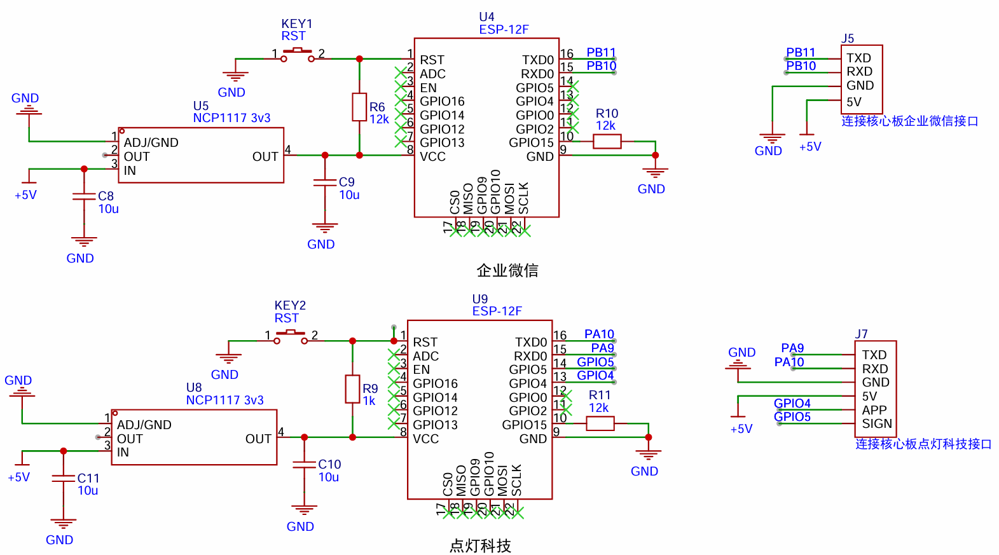 U4
ESP-12F
KEY1
RST
1 2
1 RST
2 ADC
3 EN
4 GPIO16
5 GPIO14
6 GPIO12
7 GPIO13
8 VCC
TXD0 16 PB11
RXD0 15 PB10
GPIO5 14
GPIO4 13
GPIO0 12
GPIO2 11
GPIO15 10
GND 9
CS0 17
MISO 18
GPIO9 19
GPIO10 20
MOSI 21
SCLK 22
GND
GND
U5
NCP1117 3v3
1 ADJ/GND
2 OUT
3 IN
OUT 4
+5V
C8
10u
GND
R6
12k
C9
10u
GND
R10
12k
GND
J5
PB11 TXD
PB10 RXD
GND
5V
连接核心板企业微信接口
GND
+5V
企业微信
U9
ESP-12F
KEY2
RST
1 2
1 RST
2 ADC
3 EN
4 GPIO16
5 GPIO14
6 GPIO12
7 GPIO13
8 VCC
TXD0 16 PA10
RXD0 15 PA9
GPIO5 14 GPIO5
GPIO4 13 GPIO4
GPIO0 12
GPIO2 11
GPIO15 10
GND 9
CS0 17
MISO 18
GPIO9 19
GPIO10 20
MOSI 21
SCLK 22
GND
GND
U8
NCP1117 3v3
1 ADJ/GND
2 OUT
3 IN
OUT 4
+5V
C11
10u
GND
R9
1k
C10
10u
GND
R11
12k
GND
J7
PA9 TXD
PA10 RXD
GND GND
5V
GPIO4 APP
GPIO5 SIGN
+5V
连接核心板点灯科技接口
点灯科技